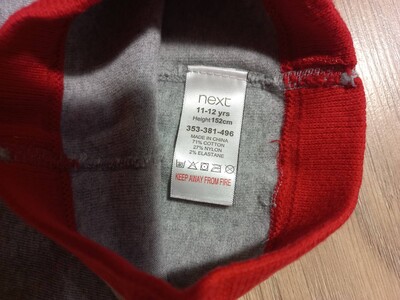 next
11-12 yrs
Height 152cm
353-381-496
MADE IN CHINA
71% COTTON
27% NYLON
2% ELASTANE
KEEP AWAY FROM FIRE